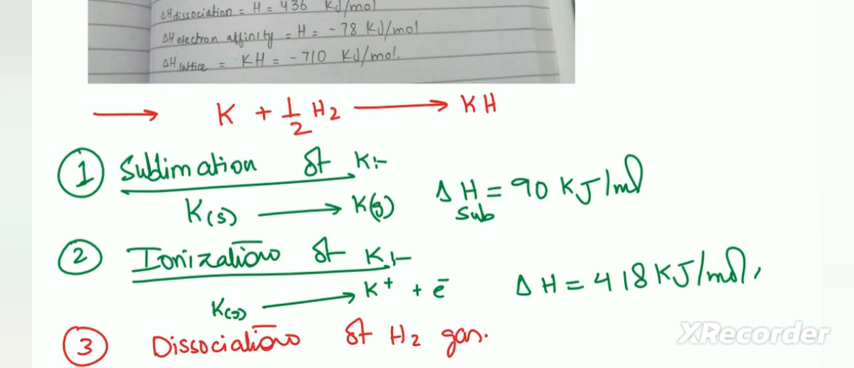 ΔH dissociation = H = 436 KJ/mol
ΔH electron affinity = H = -78 KJ/mol
ΔH lattice = KH = -710 KJ/mol.
⟶ K + 1/2 H2 ⟶ KH
① Sublimation of K:-
K(s) ⟶ K(g) ΔH sub = 90 KJ/mol
② Ionization of K:-
K(g) ⟶ K+ + ē ΔH = 418 KJ/mol,
③ Dissociation of H2 gas.
XRecorder